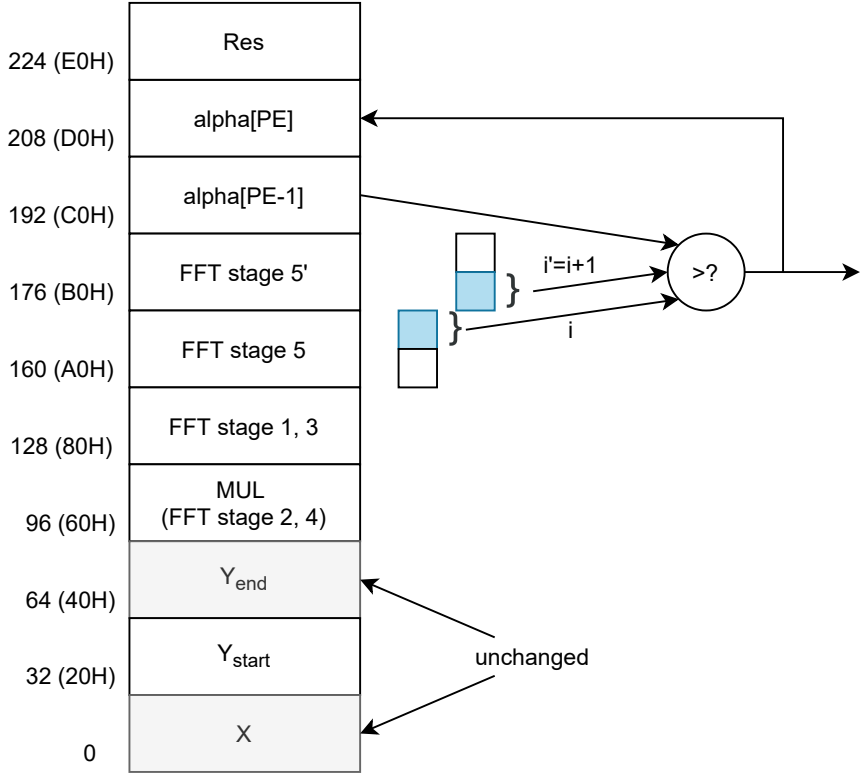 Res
224 (E0H)
alpha[PE]
208 (D0H)
alpha[PE-1]
192 (C0H)
FFT stage 5'
176 (B0H)
i'=i+1
>?
}
}
i
FFT stage 5
160 (A0H)
FFT stage 1, 3
128 (80H)
MUL
(FFT stage 2, 4)
96 (60H)
Yend
64 (40H)
Ystart
32 (20H)
unchanged
X
0